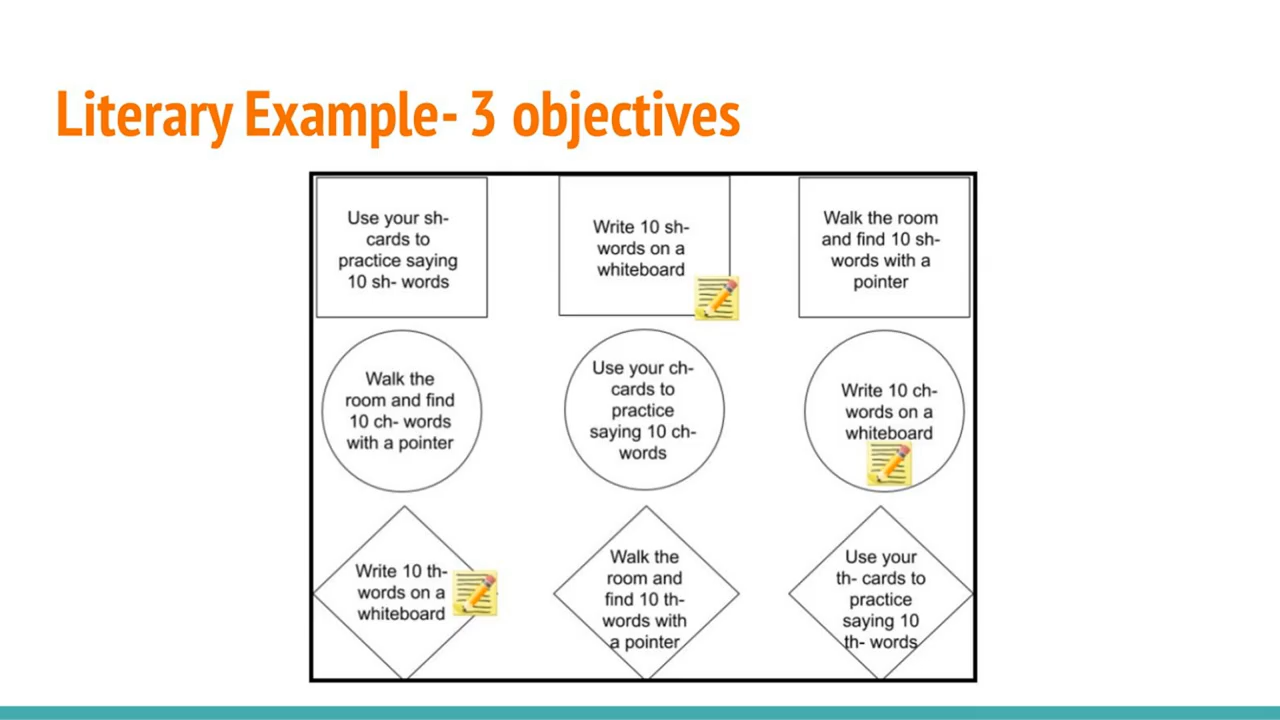 Literary Example- 3 objectives
Use your sh-
cards to
practice saying
10 sh- words
Write 10 sh-
words on a
whiteboard
Walk the room
and find 10 sh-
words with a
pointer
Walk the
room and find
10 ch- words
with a pointer
Use your ch-
cards to
practice
saying 10 ch-
words
Write 10 ch-
words on a
whiteboard
Write 10 th-
words on a
whiteboard
Walk the
room and
find 10 th-
words with
a pointer
Use your
th- cards to
practice
saying 10
th- words